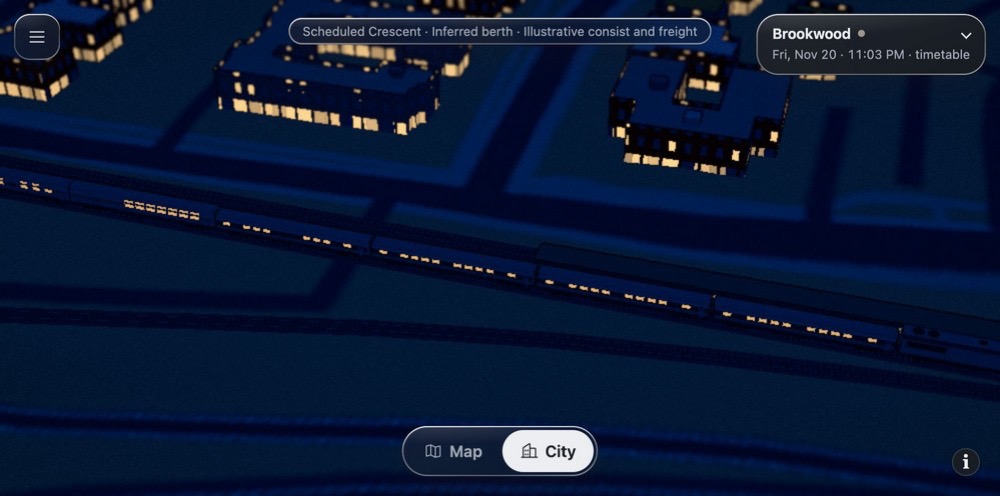 Scheduled Crescent · Inferred berth · Illustrative consist and freight
Brookwood
Fri, Nov 20 · 11:03 PM · timetable
Map
City
i